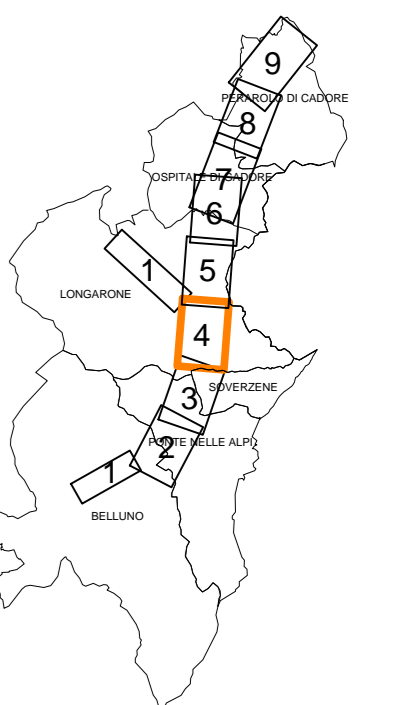 9
PERAROLO DI CADORE
8
OSPITALE DI CADORE
7
6
1
5
LONGARONE
4
SOVERZENE
3
PONTE NELLE ALPI
2
1
BELLUNO